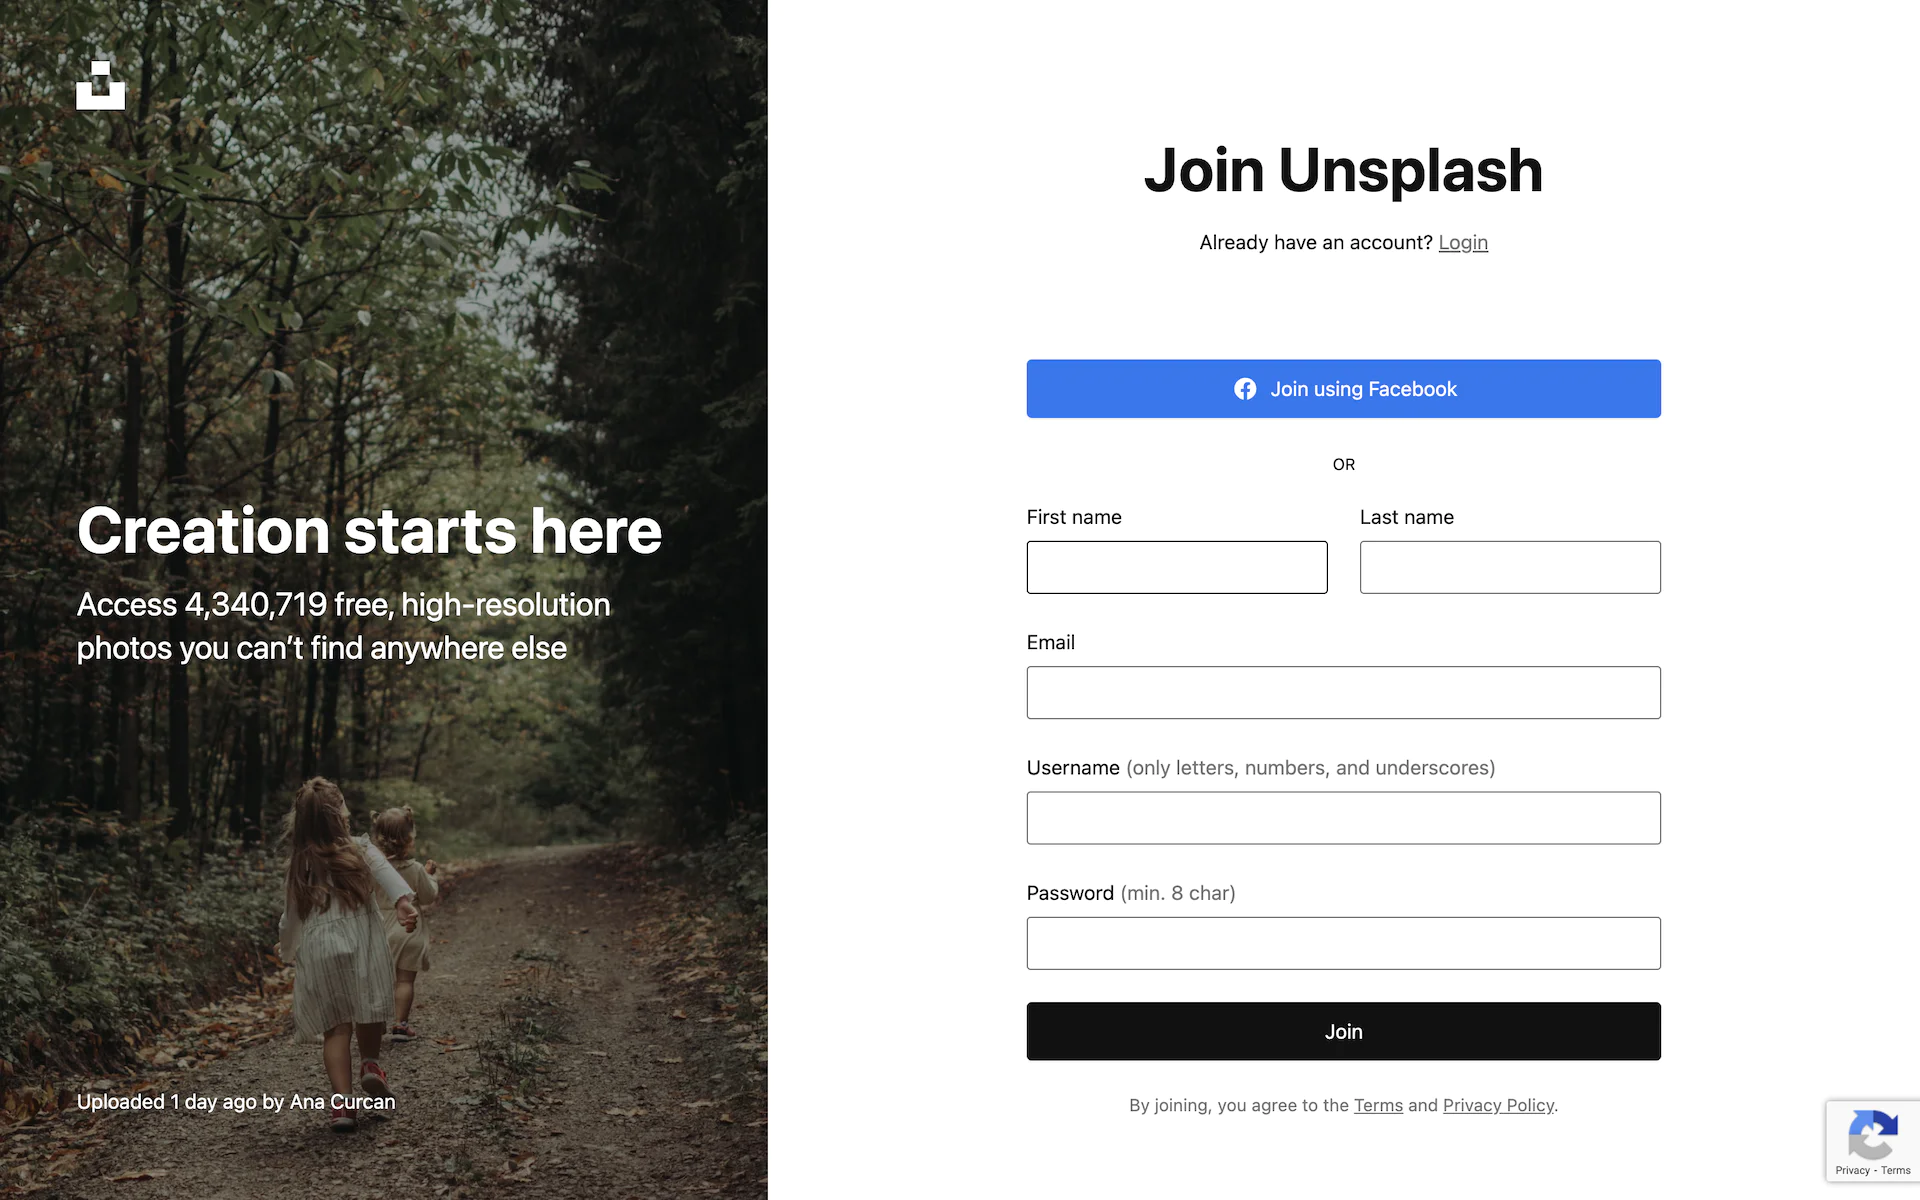 Creation starts here
Access 4,340,719 free, high-resolution
photos you can’t find anywhere else
Uploaded 1 day ago by Ana Curcan
Join Unsplash
Already have an account? Login
Join using Facebook
OR
First name
Last name
Email
Username (only letters, numbers, and underscores)
Password (min. 8 char)
Join
By joining, you agree to the Terms and Privacy Policy.
Privacy - Terms